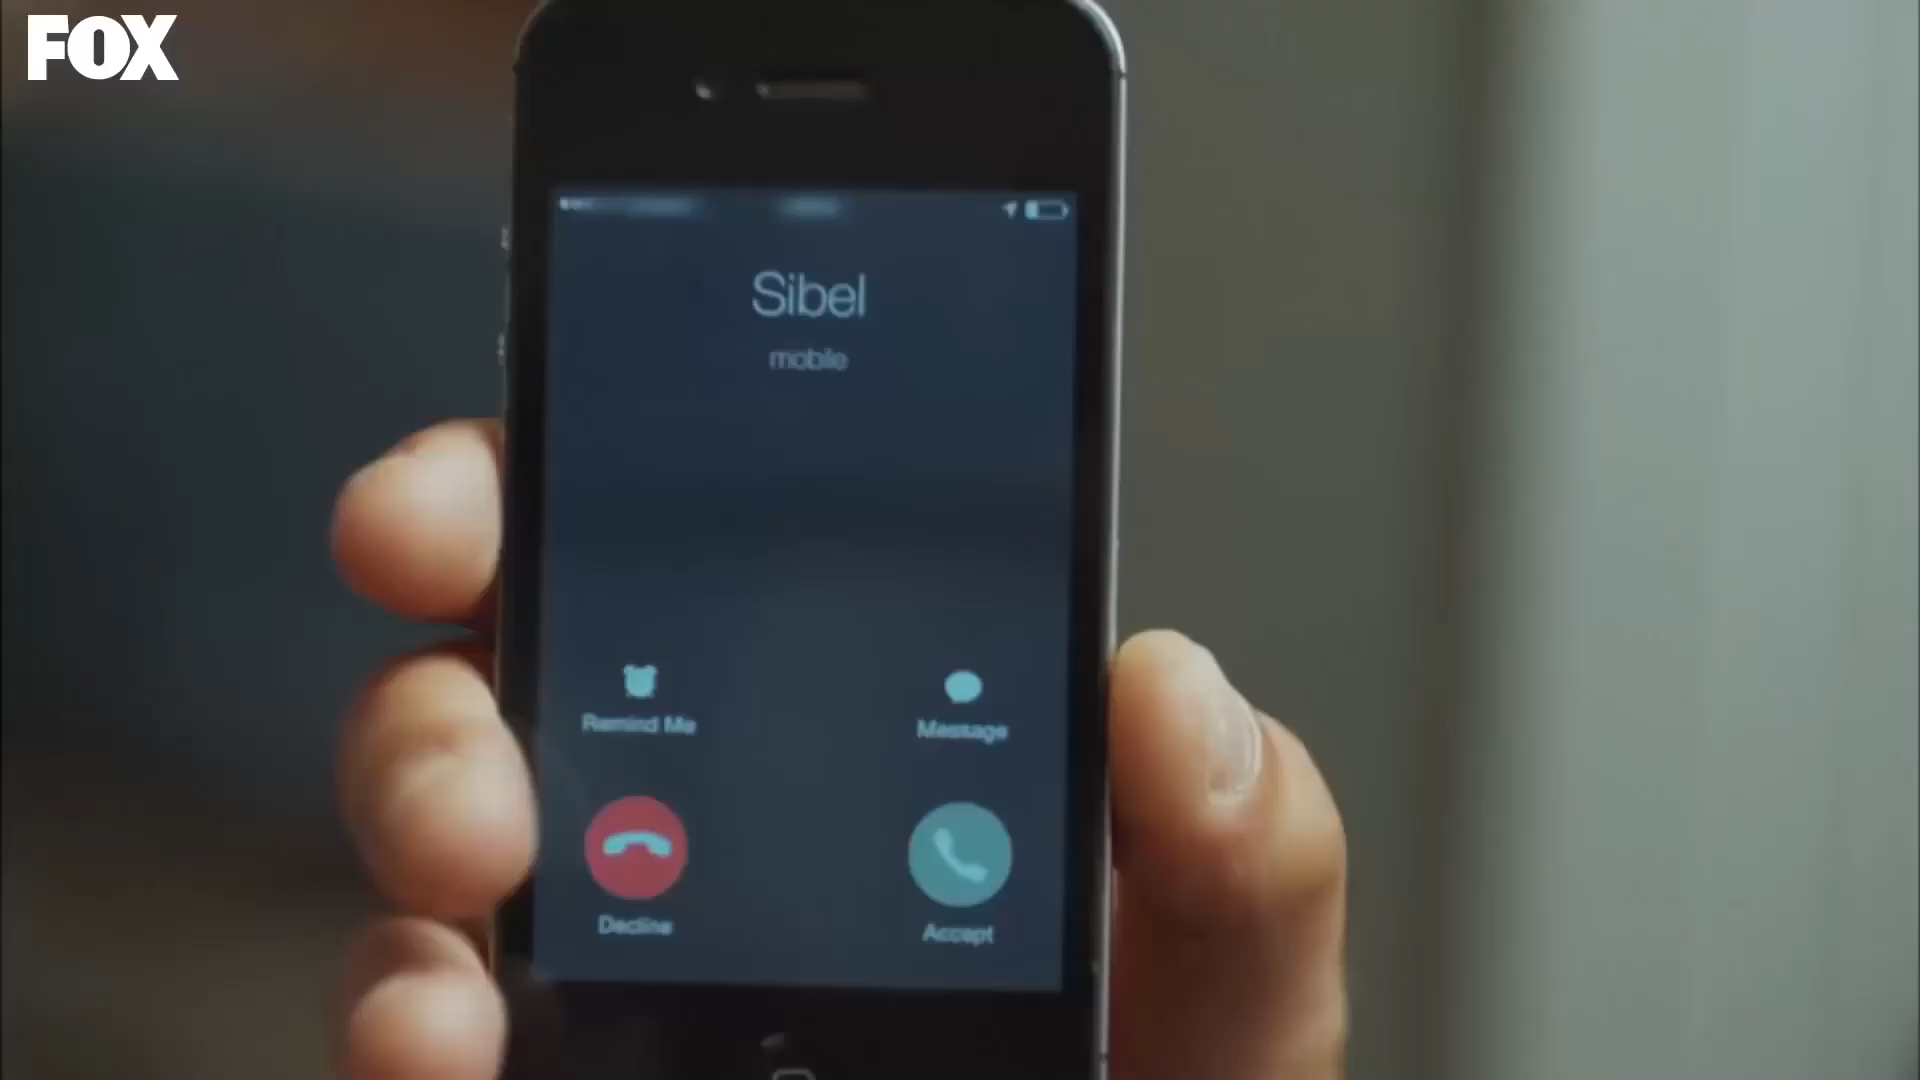 FOX
Sibel
mobile
Remind Me
Message
Decline
Accept